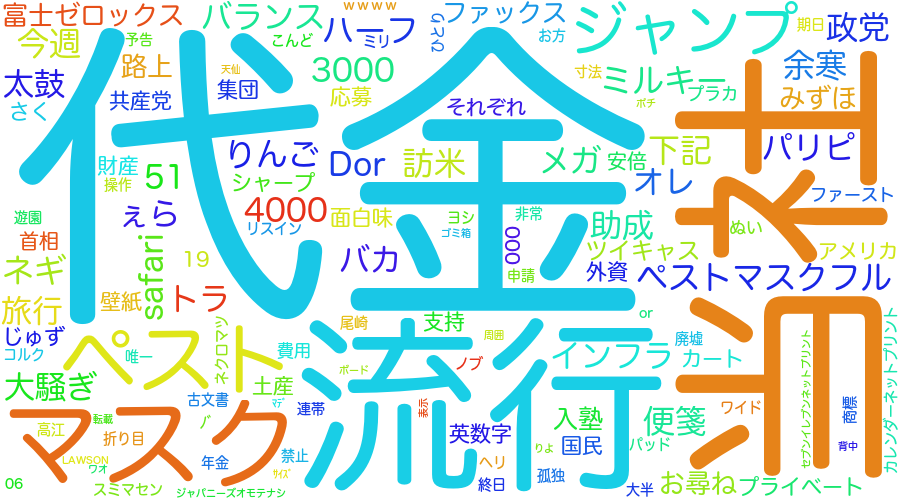 富士ゼロックス
バランス
ｗｗｗｗ
ファックス
ジャンプ
期日
政党
今週
予告
こんど
ハーフ
ミリ
お方
余寒
太鼓
路上
天仙
集団
3000
寸法
ミルキー
プラカ
みずほ
さく
共産党
応募
それぞれ
ポチ
代金
社
財産
操作
51
りんご
シャープ
Dor
訪米
メガ
安倍
下記
パリピ
オレ
ファースト
遊園
えら
4000
リスイン
面白味
ヨシ
ゴミ箱
非常
助成
ぬい
首相
safari
19
バカ
000
申請
ツイキャス
アメリカ
ネギ
外資
ペストマスクフル
旅行
壁紙
トラ
尾崎
支持
周囲
or
廃墟
じゅず
コルク
ペスト
唯一
ネクロマツ
費用
流行
インフラ
カート
洞
大騒ぎ
土産
ボード
ノブ
セブンイレブンネットプリント
カレンダーネットプリント
マスク
転載
古文書
連帯
表示
入塾
便箋
ワイド
商標
高江
折り目
英数字
国民
パッド
背中
LAWSON
ワオ
年金
禁止
サイズ
ヘリ
りよ
孤独
お尋ね
06
スミマセン
ジャパニーズオモテナシ
終日
大半
プライベート